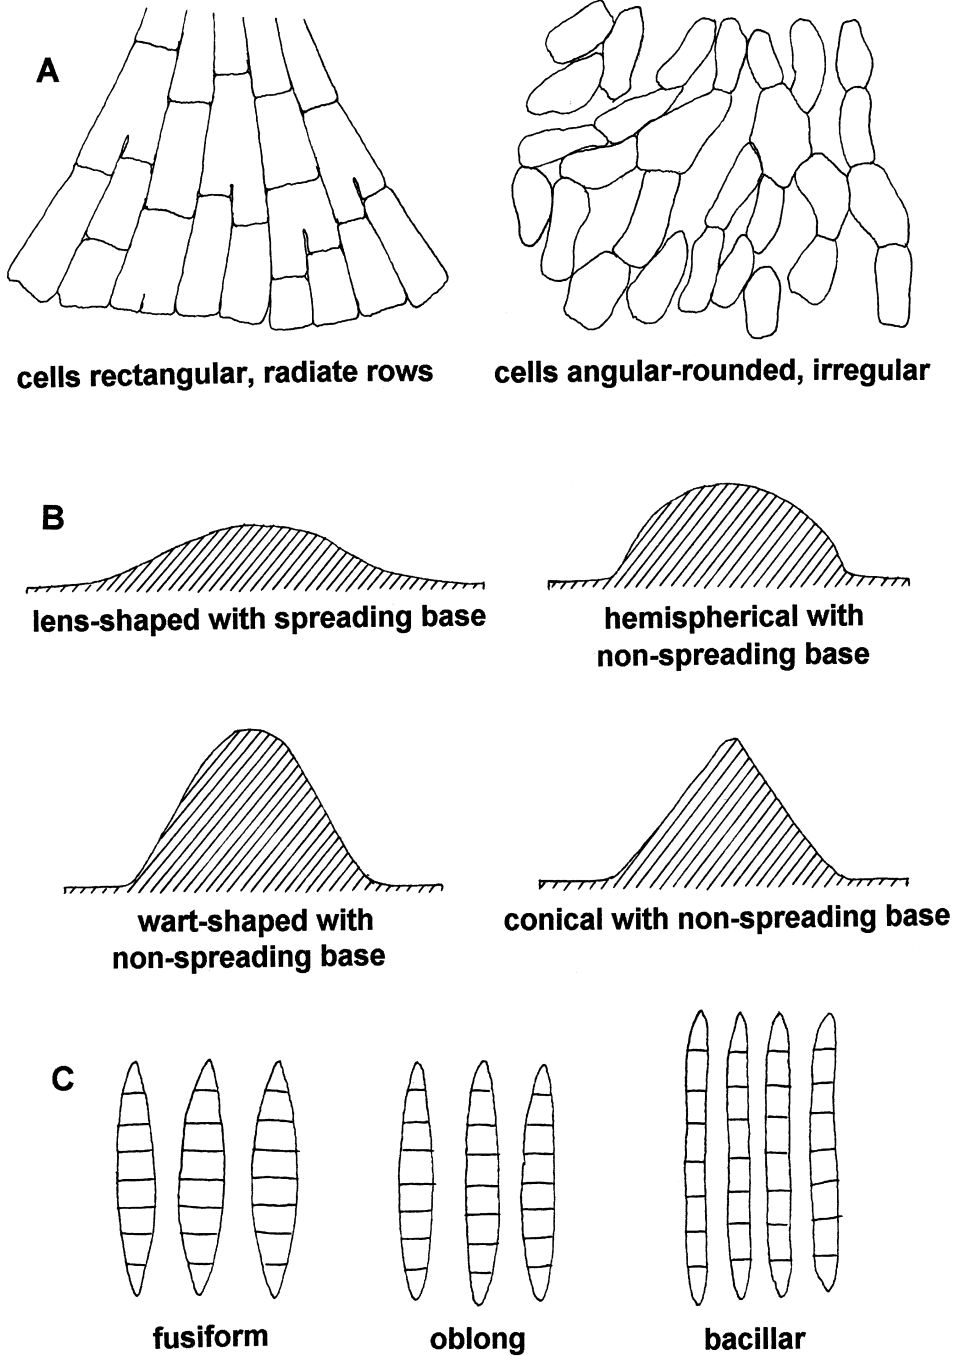 A
cells rectangular, radiate rows
cells angular-rounded, irregular
B
lens-shaped with spreading base
hemispherical with
non-spreading base
wart-shaped with
non-spreading base
conical with non-spreading base
C
fusiform
oblong
bacillar